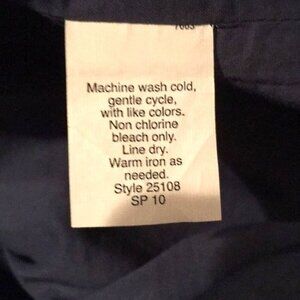 7003
Machine wash cold,
gentle cycle,
with like colors.
Non chlorine
bleach only.
Line dry.
Warm iron as
needed.
Style 25108
SP 10